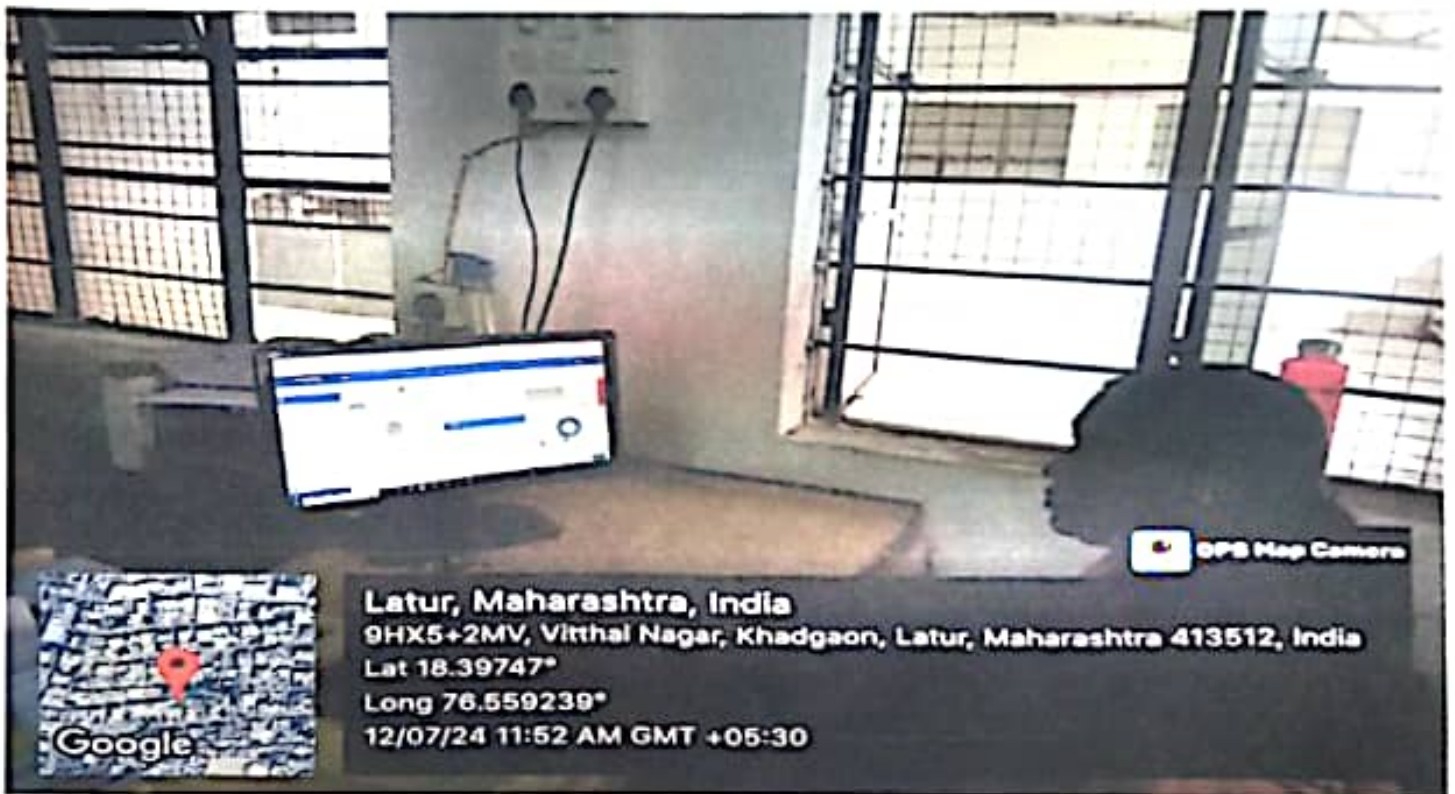 GPS Map Camera
Latur, Maharashtra, India
9HX5+2MV, Vitthal Nagar, Khadgaon, Latur, Maharashtra 413512, India
Lat 18.39747°
Long 76.559239°
12/07/24 11:52 AM GMT +05:30
Google